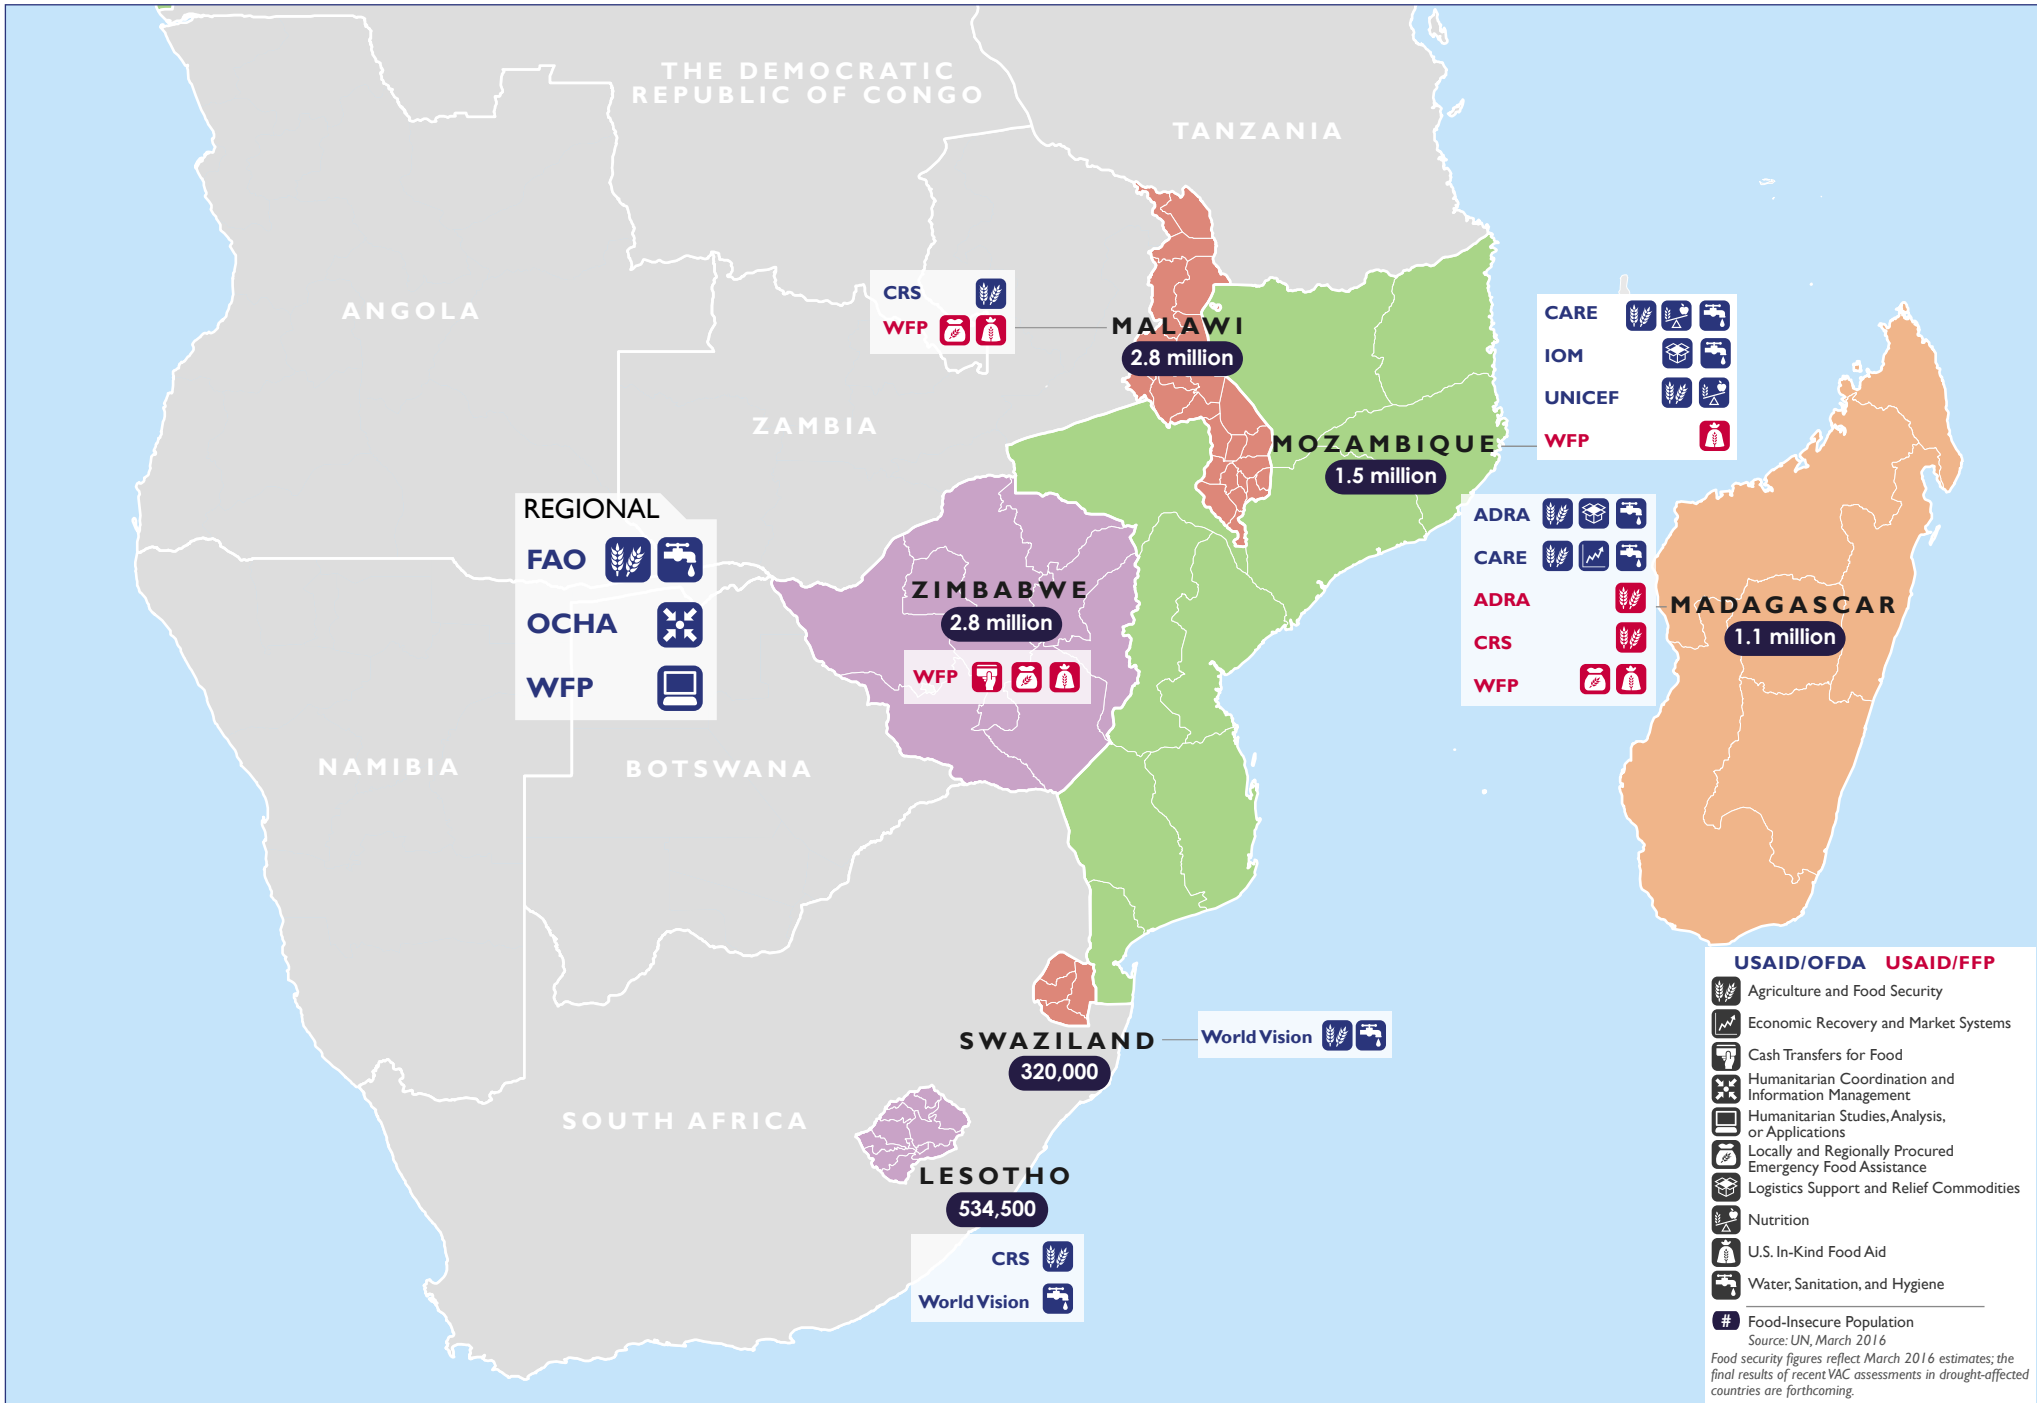 THE DEMOCRATIC
REPUBLIC OF CONGO
TANZANIA
ANGOLA
ZAMBIA
NAMIBIA
BOTSWANA
SOUTH AFRICA
CRS
WFP
MALAWI
2.8 million
CARE
IOM
UNICEF
WFP
MOZAMBIQUE
1.5 million
REGIONAL
FAO
OCHA
WFP
ZIMBABWE
2.8 million
WFP
ADRA
CARE
ADRA
CRS
WFP
MADAGASCAR
1.1 million
SWAZILAND
320,000
World Vision
LESOTHO
534,500
CRS
World Vision
USAID/OFDA USAID/FFP
Agriculture and Food Security
Economic Recovery and Market Systems
Cash Transfers for Food
Humanitarian Coordination and
Information Management
Humanitarian Studies, Analysis,
or Applications
Locally and Regionally Procured
Emergency Food Assistance
Logistics Support and Relief Commodities
Nutrition
U.S. In-Kind Food Aid
Water, Sanitation, and Hygiene
# Food-Insecure Population
Source: UN, March 2016
Food security figures reflect March 2016 estimates; the
final results of recent VAC assessments in drought-affected
countries are forthcoming.